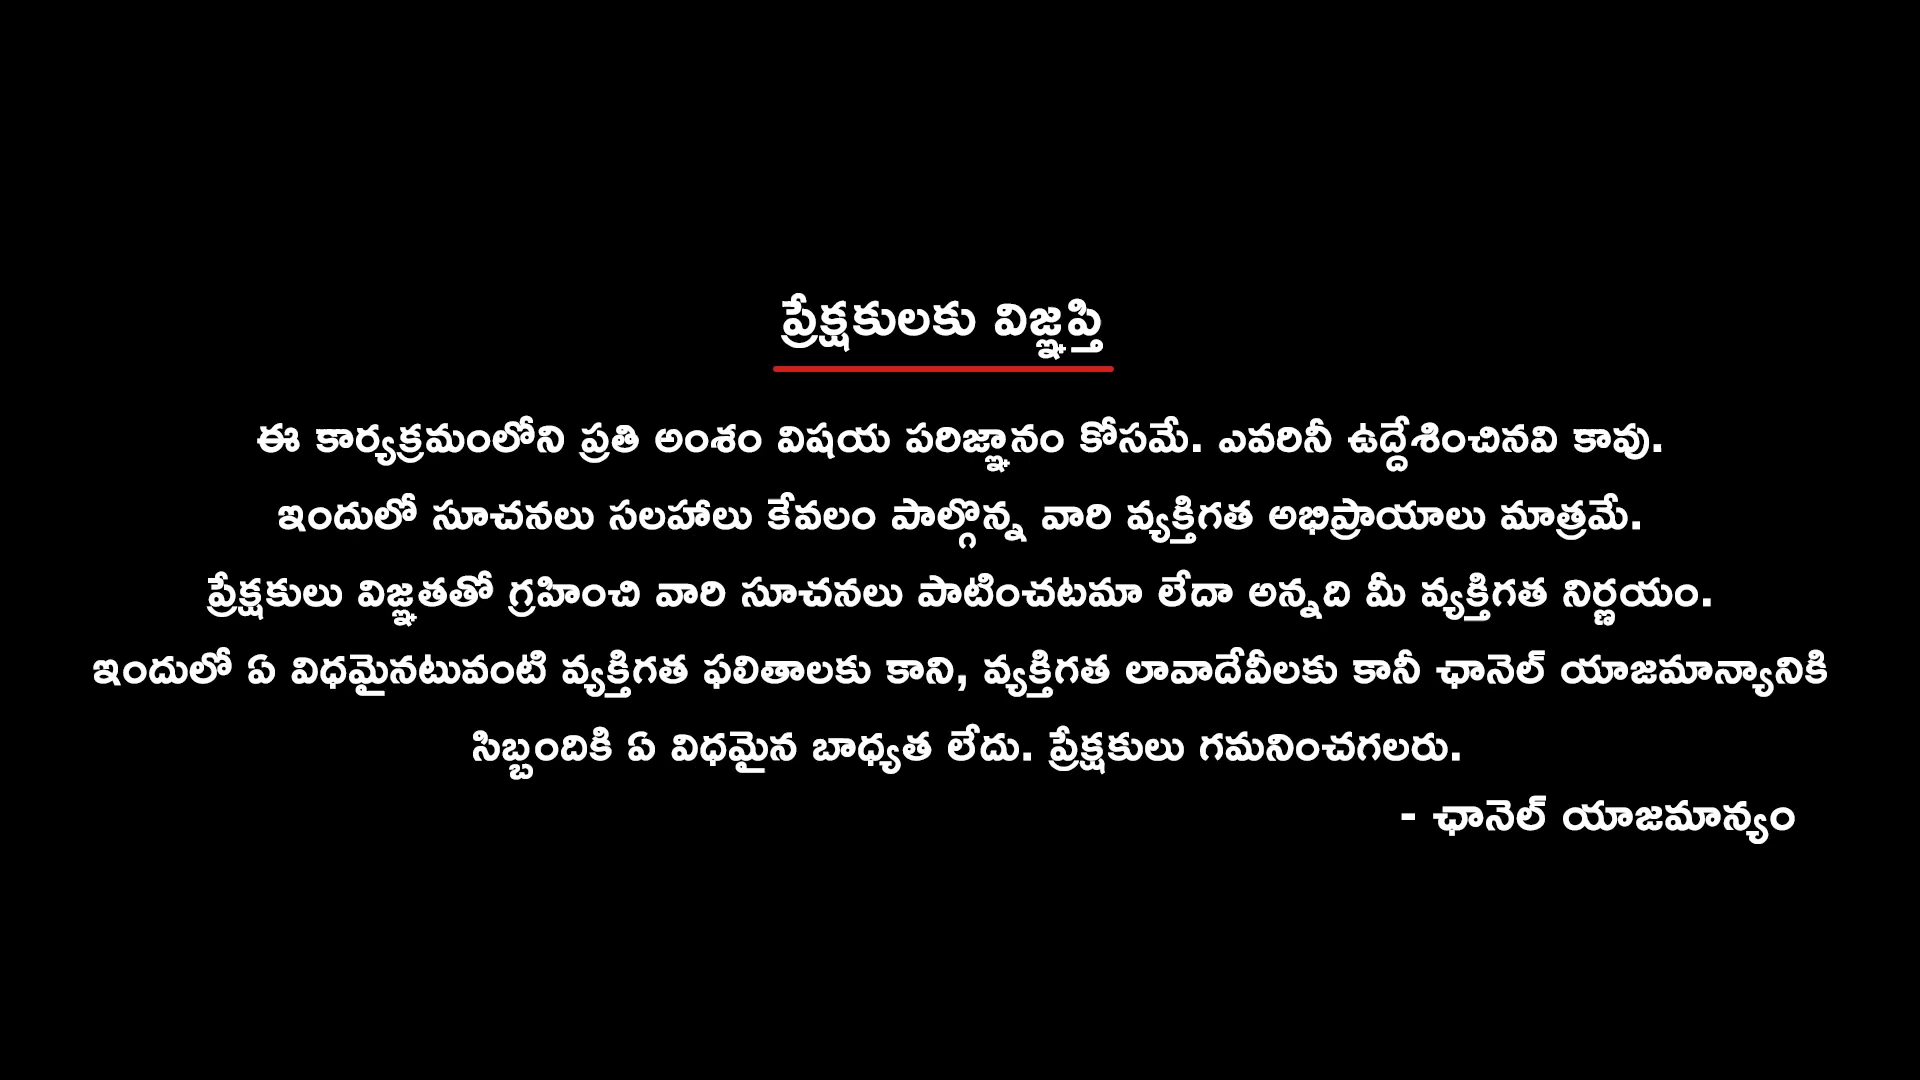 ప్రేక్షకులకు విజ్ఞప్తి
ఈ కార్యక్రమంలోని ప్రతి అంశం విషయ పరిజ్ఞానం కోసమే. ఎవరినీ ఉద్దేశించినవి కావు.
ఇందులో సూచనలు సలహాలు కేవలం పాల్గొన్న వారి వ్యక్తిగత అభిప్రాయాలు మాత్రమే.
ప్రేక్షకులు విజ్ఞతతో గ్రహించి వారి సూచనలు పాటించటమా లేదా అన్నది మీ వ్యక్తిగత నిర్ణయం.
ఇందులో ఏ విధమైనటువంటి వ్యక్తిగత ఫలితాలకు కాని, వ్యక్తిగత లావాదేవీలకు కానీ ఛానెల్ యాజమాన్యానికి
సిబ్బందికి ఏ విధమైన బాధ్యత లేదు. ప్రేక్షకులు గమనించగలరు.
- ఛానెల్ యాజమాన్యం